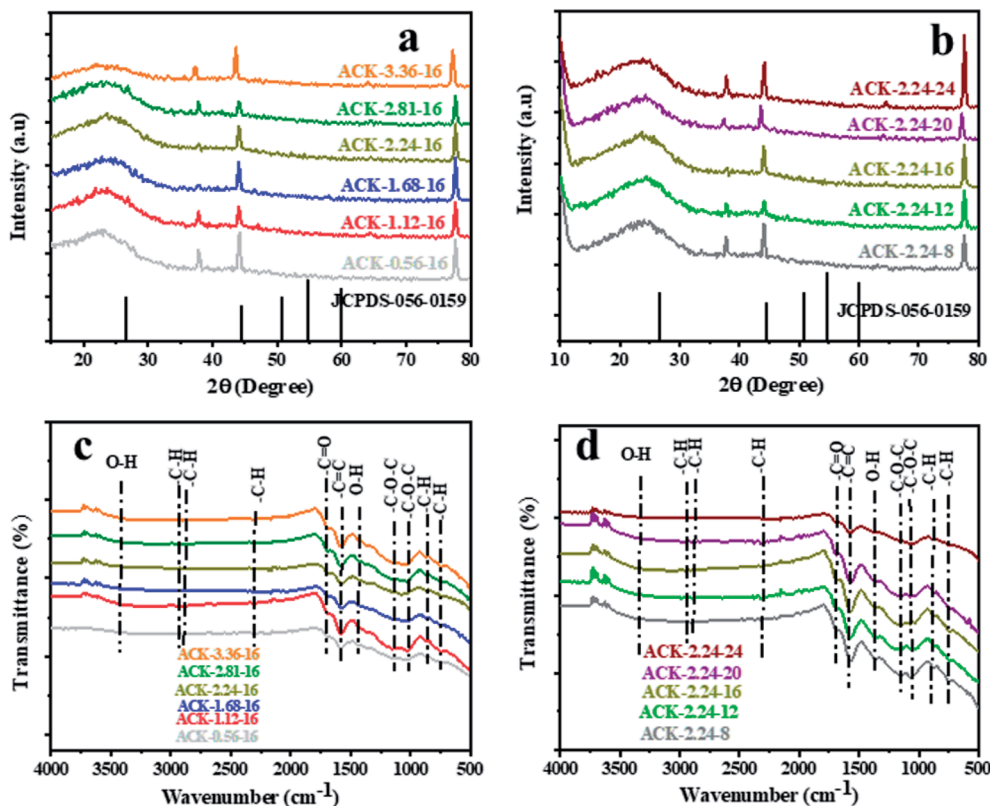 a
ACK-3.36-16
ACK-2.81-16
ACK-2.24-16
ACK-1.68-16
ACK-1.12-16
ACK-0.56-16
JCPDS-056-0159
Intensity (a.u)
20 30 40 50 60 70 80
2θ (Degree)
b
ACK-2.24-24
ACK-2.24-20
ACK-2.24-16
ACK-2.24-12
ACK-2.24-8
JCPDS-056-0159
Intensity (a.u)
10 20 30 40 50 60 70 80
2θ (Degree)
c
O-H
-C-H
-C-H
-C-H
-C=O
-C=C
O-H
C-O-C
C-O-C
-C-H
-C-H
ACK-3.36-16
ACK-2.81-16
ACK-2.24-16
ACK-1.68-16
ACK-1.12-16
ACK-0.56-16
Transmittance (%)
4000 3500 3000 2500 2000 1500 1000 500
Wavenumber (cm⁻¹)
d
O-H
-C-H
-C-H
-C-H
-C=O
-C=C
O-H
C-O-C
-C-O-C
-C-H
-C-H
ACK-2.24-24
ACK-2.24-20
ACK-2.24-16
ACK-2.24-12
ACK-2.24-8
Transmittance (%)
4000 3500 3000 2500 2000 1500 1000 500
Wavenumber (cm⁻¹)